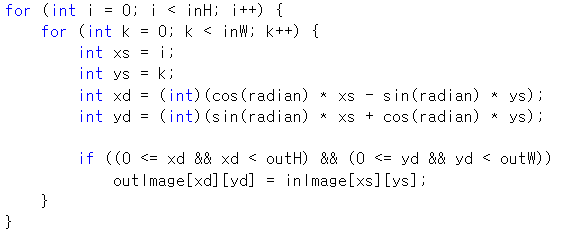 for (int i = 0; i < inH; i++) {
    for (int k = 0; k < inW; k++) {
        int xs = i;
        int ys = k;
        int xd = (int)(cos(radian) * xs - sin(radian) * ys);
        int yd = (int)(sin(radian) * xs + cos(radian) * ys);

        if ((0 <= xd && xd < outH) && (0 <= yd && yd < outW))
            outImage[xd][yd] = inImage[xs][ys];
    }
}